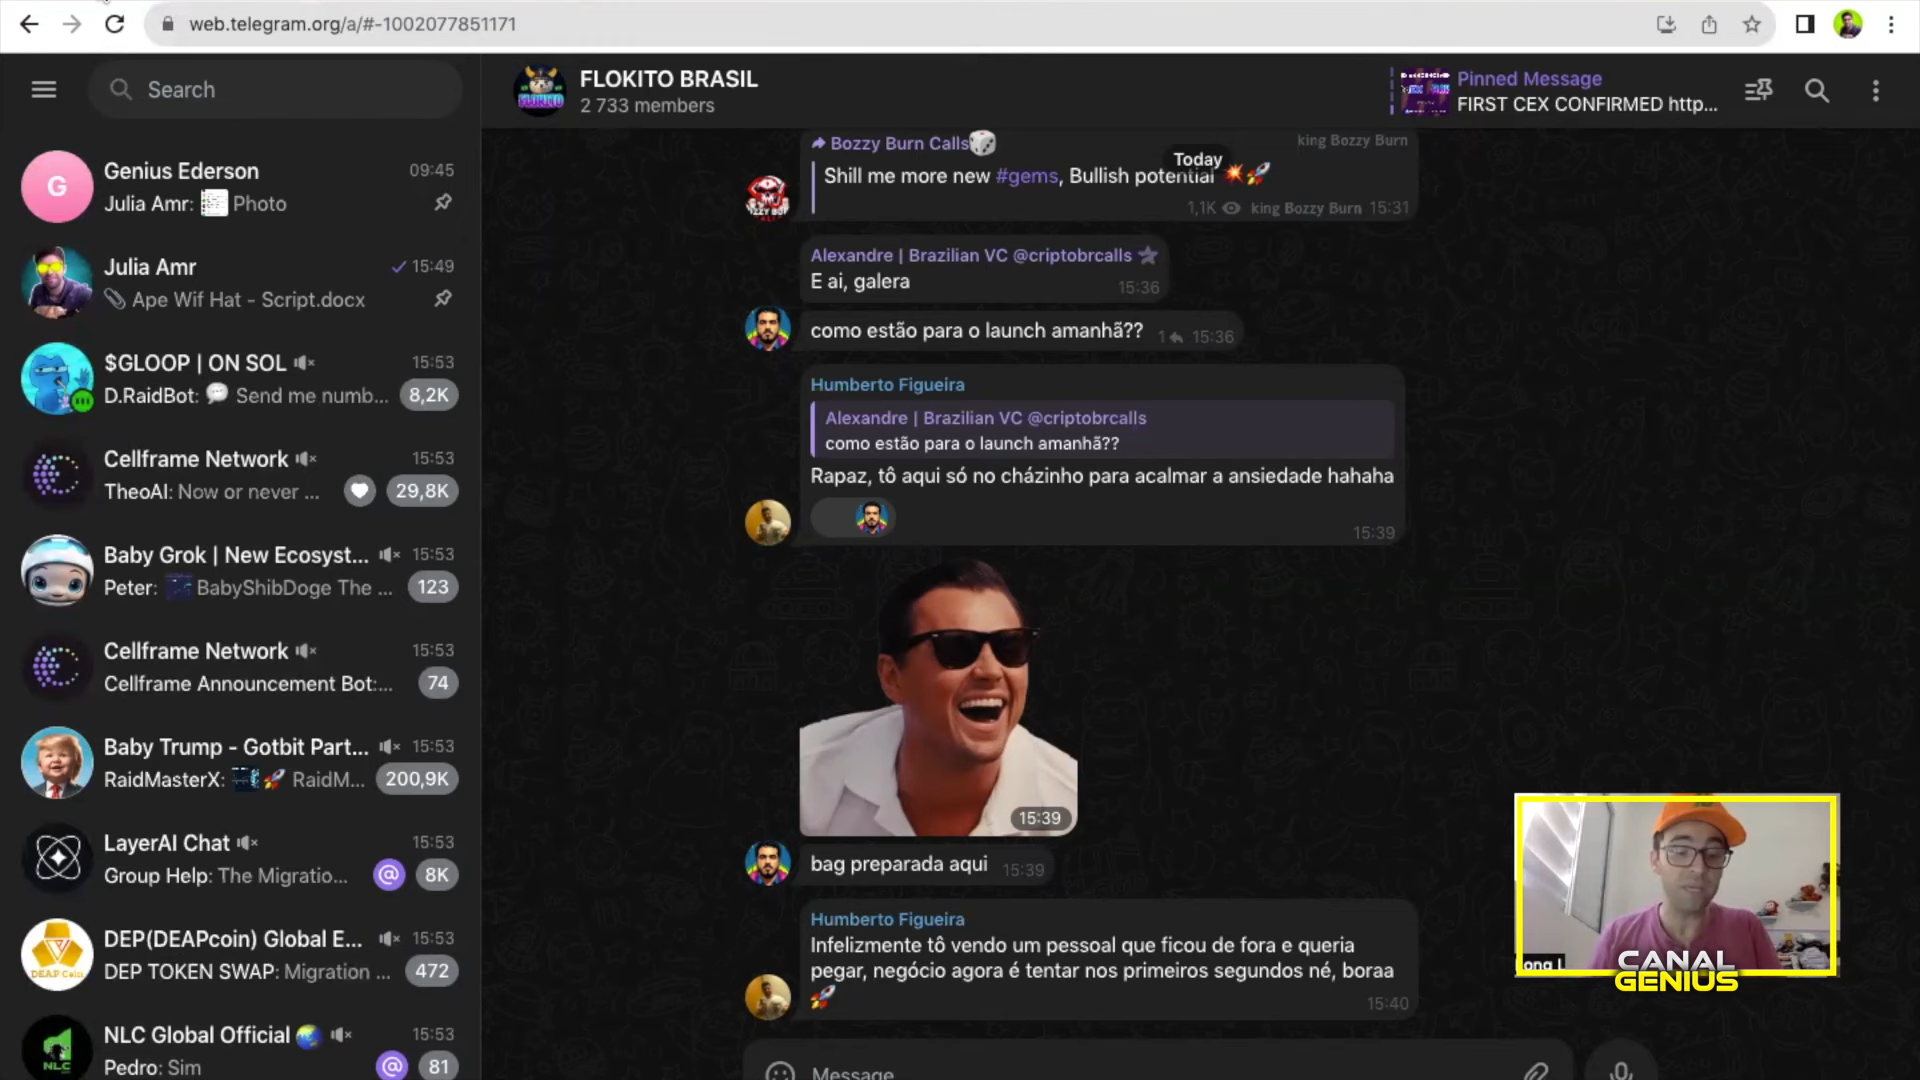 web.telegram.org/a/#-1002077851171
Search
FLOKITO BRASIL
2 733 members
Pinned Message
FIRST CEX CONFIRMED http...
G
Genius Ederson
09:45
Julia Amr: Photo
Julia Amr
15:49
Ape Wif Hat - Script.docx
$GLOOP | ON SOL
15:53
D.RaidBot: 💬 Send me numb...
8,2K
Cellframe Network
15:53
TheoAI: Now or never ...
29,8K
Baby Grok | New Ecosyst...
15:53
Peter: BabyShibDoge The ...
123
Cellframe Network
15:53
Cellframe Announcement Bot:...
74
Baby Trump - Gotbit Part...
15:53
RaidMasterX: 🚀 RaidM...
200,9K
LayerAI Chat
15:53
Group Help: The Migratio...
@
8K
DEP(DEAPcoin) Global E...
15:53
DEP TOKEN SWAP: Migration ...
472
DEAP Coin
NLC Global Official 🌏
15:53
Pedro: Sim
@
81
NLC
Bozzy Burn Calls🎲
king Bozzy Burn
Today
Shill me more new #gems, Bullish potential 💥🚀
1,1K king Bozzy Burn 15:31
Alexandre | Brazilian VC @criptobrcalls
E ai, galera
15:36
como estão para o launch amanhã??
1 15:36
Humberto Figueira
Alexandre | Brazilian VC @criptobrcalls
como estão para o launch amanhã??
Rapaz, tô aqui só no cházinho para acalmar a ansiedade hahaha
15:39
15:39
bag preparada aqui
15:39
Humberto Figueira
Infelizmente tô vendo um pessoal que ficou de fora e queria
pegar, negócio agora é tentar nos primeiros segundos né, boraa
🚀
15:40
Message
CANAL
GENIUS